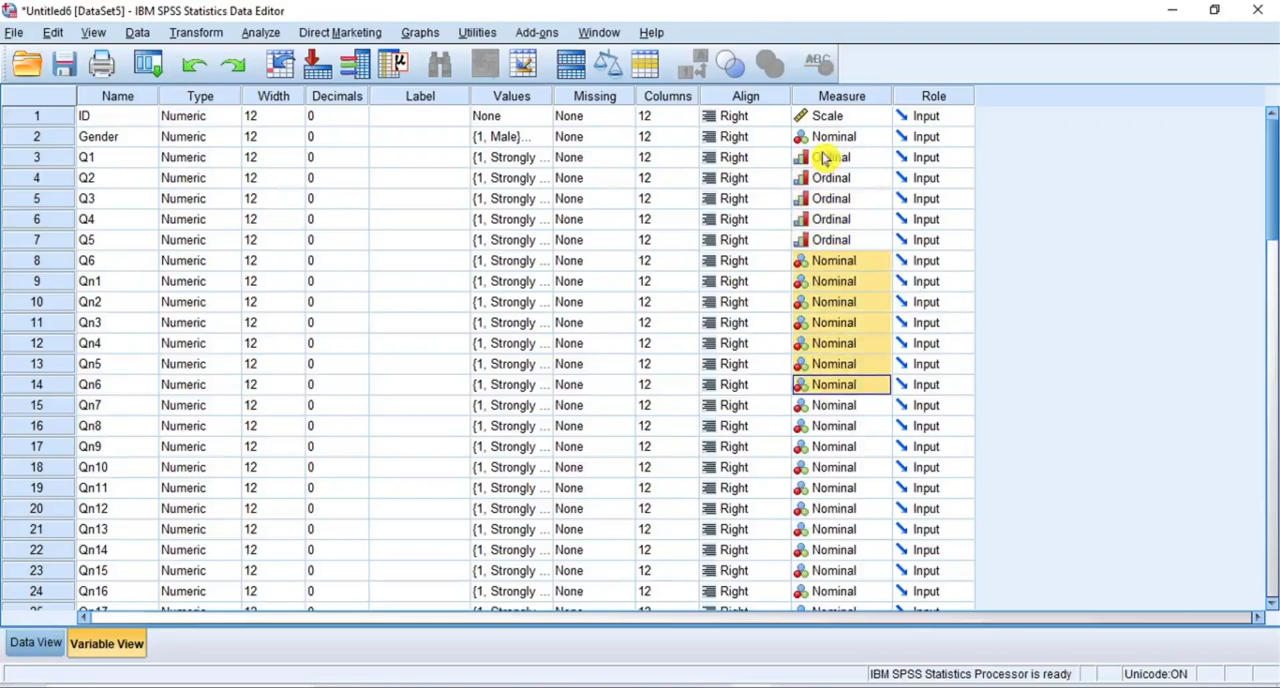 *Untitled6 [DataSet5] - IBM SPSS Statistics Data Editor
File Edit View Data Transform Analyze Direct Marketing Graphs Utilities Add-ons Window Help
Name Type Width Decimals Label Values Missing Columns Align Measure Role
1 ID Numeric 12 0 None None 12 Right Scale Input
2 Gender Numeric 12 0 {1, Male}... None 12 Right Nominal Input
3 Q1 Numeric 12 0 {1, Strongly ... None 12 Right Ordinal Input
4 Q2 Numeric 12 0 {1, Strongly ... None 12 Right Ordinal Input
5 Q3 Numeric 12 0 {1, Strongly ... None 12 Right Ordinal Input
6 Q4 Numeric 12 0 {1, Strongly ... None 12 Right Ordinal Input
7 Q5 Numeric 12 0 {1, Strongly ... None 12 Right Ordinal Input
8 Q6 Numeric 12 0 {1, Strongly ... None 12 Right Nominal Input
9 Qn1 Numeric 12 0 {1, Strongly ... None 12 Right Nominal Input
10 Qn2 Numeric 12 0 {1, Strongly ... None 12 Right Nominal Input
11 Qn3 Numeric 12 0 {1, Strongly ... None 12 Right Nominal Input
12 Qn4 Numeric 12 0 {1, Strongly ... None 12 Right Nominal Input
13 Qn5 Numeric 12 0 {1, Strongly ... None 12 Right Nominal Input
14 Qn6 Numeric 12 0 {1, Strongly ... None 12 Right Nominal Input
15 Qn7 Numeric 12 0 {1, Strongly ... None 12 Right Nominal Input
16 Qn8 Numeric 12 0 {1, Strongly ... None 12 Right Nominal Input
17 Qn9 Numeric 12 0 {1, Strongly ... None 12 Right Nominal Input
18 Qn10 Numeric 12 0 {1, Strongly ... None 12 Right Nominal Input
19 Qn11 Numeric 12 0 {1, Strongly ... None 12 Right Nominal Input
20 Qn12 Numeric 12 0 {1, Strongly ... None 12 Right Nominal Input
21 Qn13 Numeric 12 0 {1, Strongly ... None 12 Right Nominal Input
22 Qn14 Numeric 12 0 {1, Strongly ... None 12 Right Nominal Input
23 Qn15 Numeric 12 0 {1, Strongly ... None 12 Right Nominal Input
24 Qn16 Numeric 12 0 {1, Strongly ... None 12 Right Nominal Input
Data View Variable View
IBM SPSS Statistics Processor is ready Unicode:ON